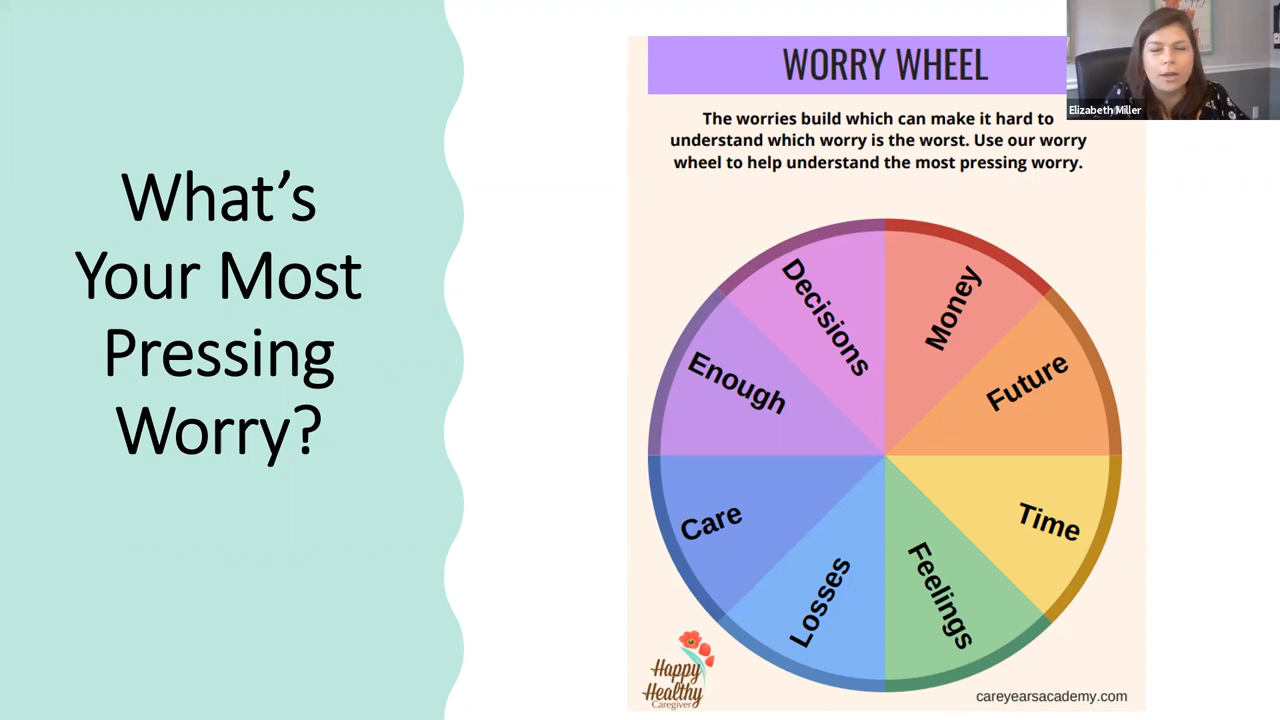 What's
Your Most
Pressing
Worry?
WORRY WHEEL
The worries build which can make it hard to
understand which worry is the worst. Use our worry
wheel to help understand the most pressing worry.
Decisions
Money
Future
Time
Feelings
Losses
Care
Enough
Happy
Healthy
Caregiver
careyearsacademy.com
Elizabeth Miller